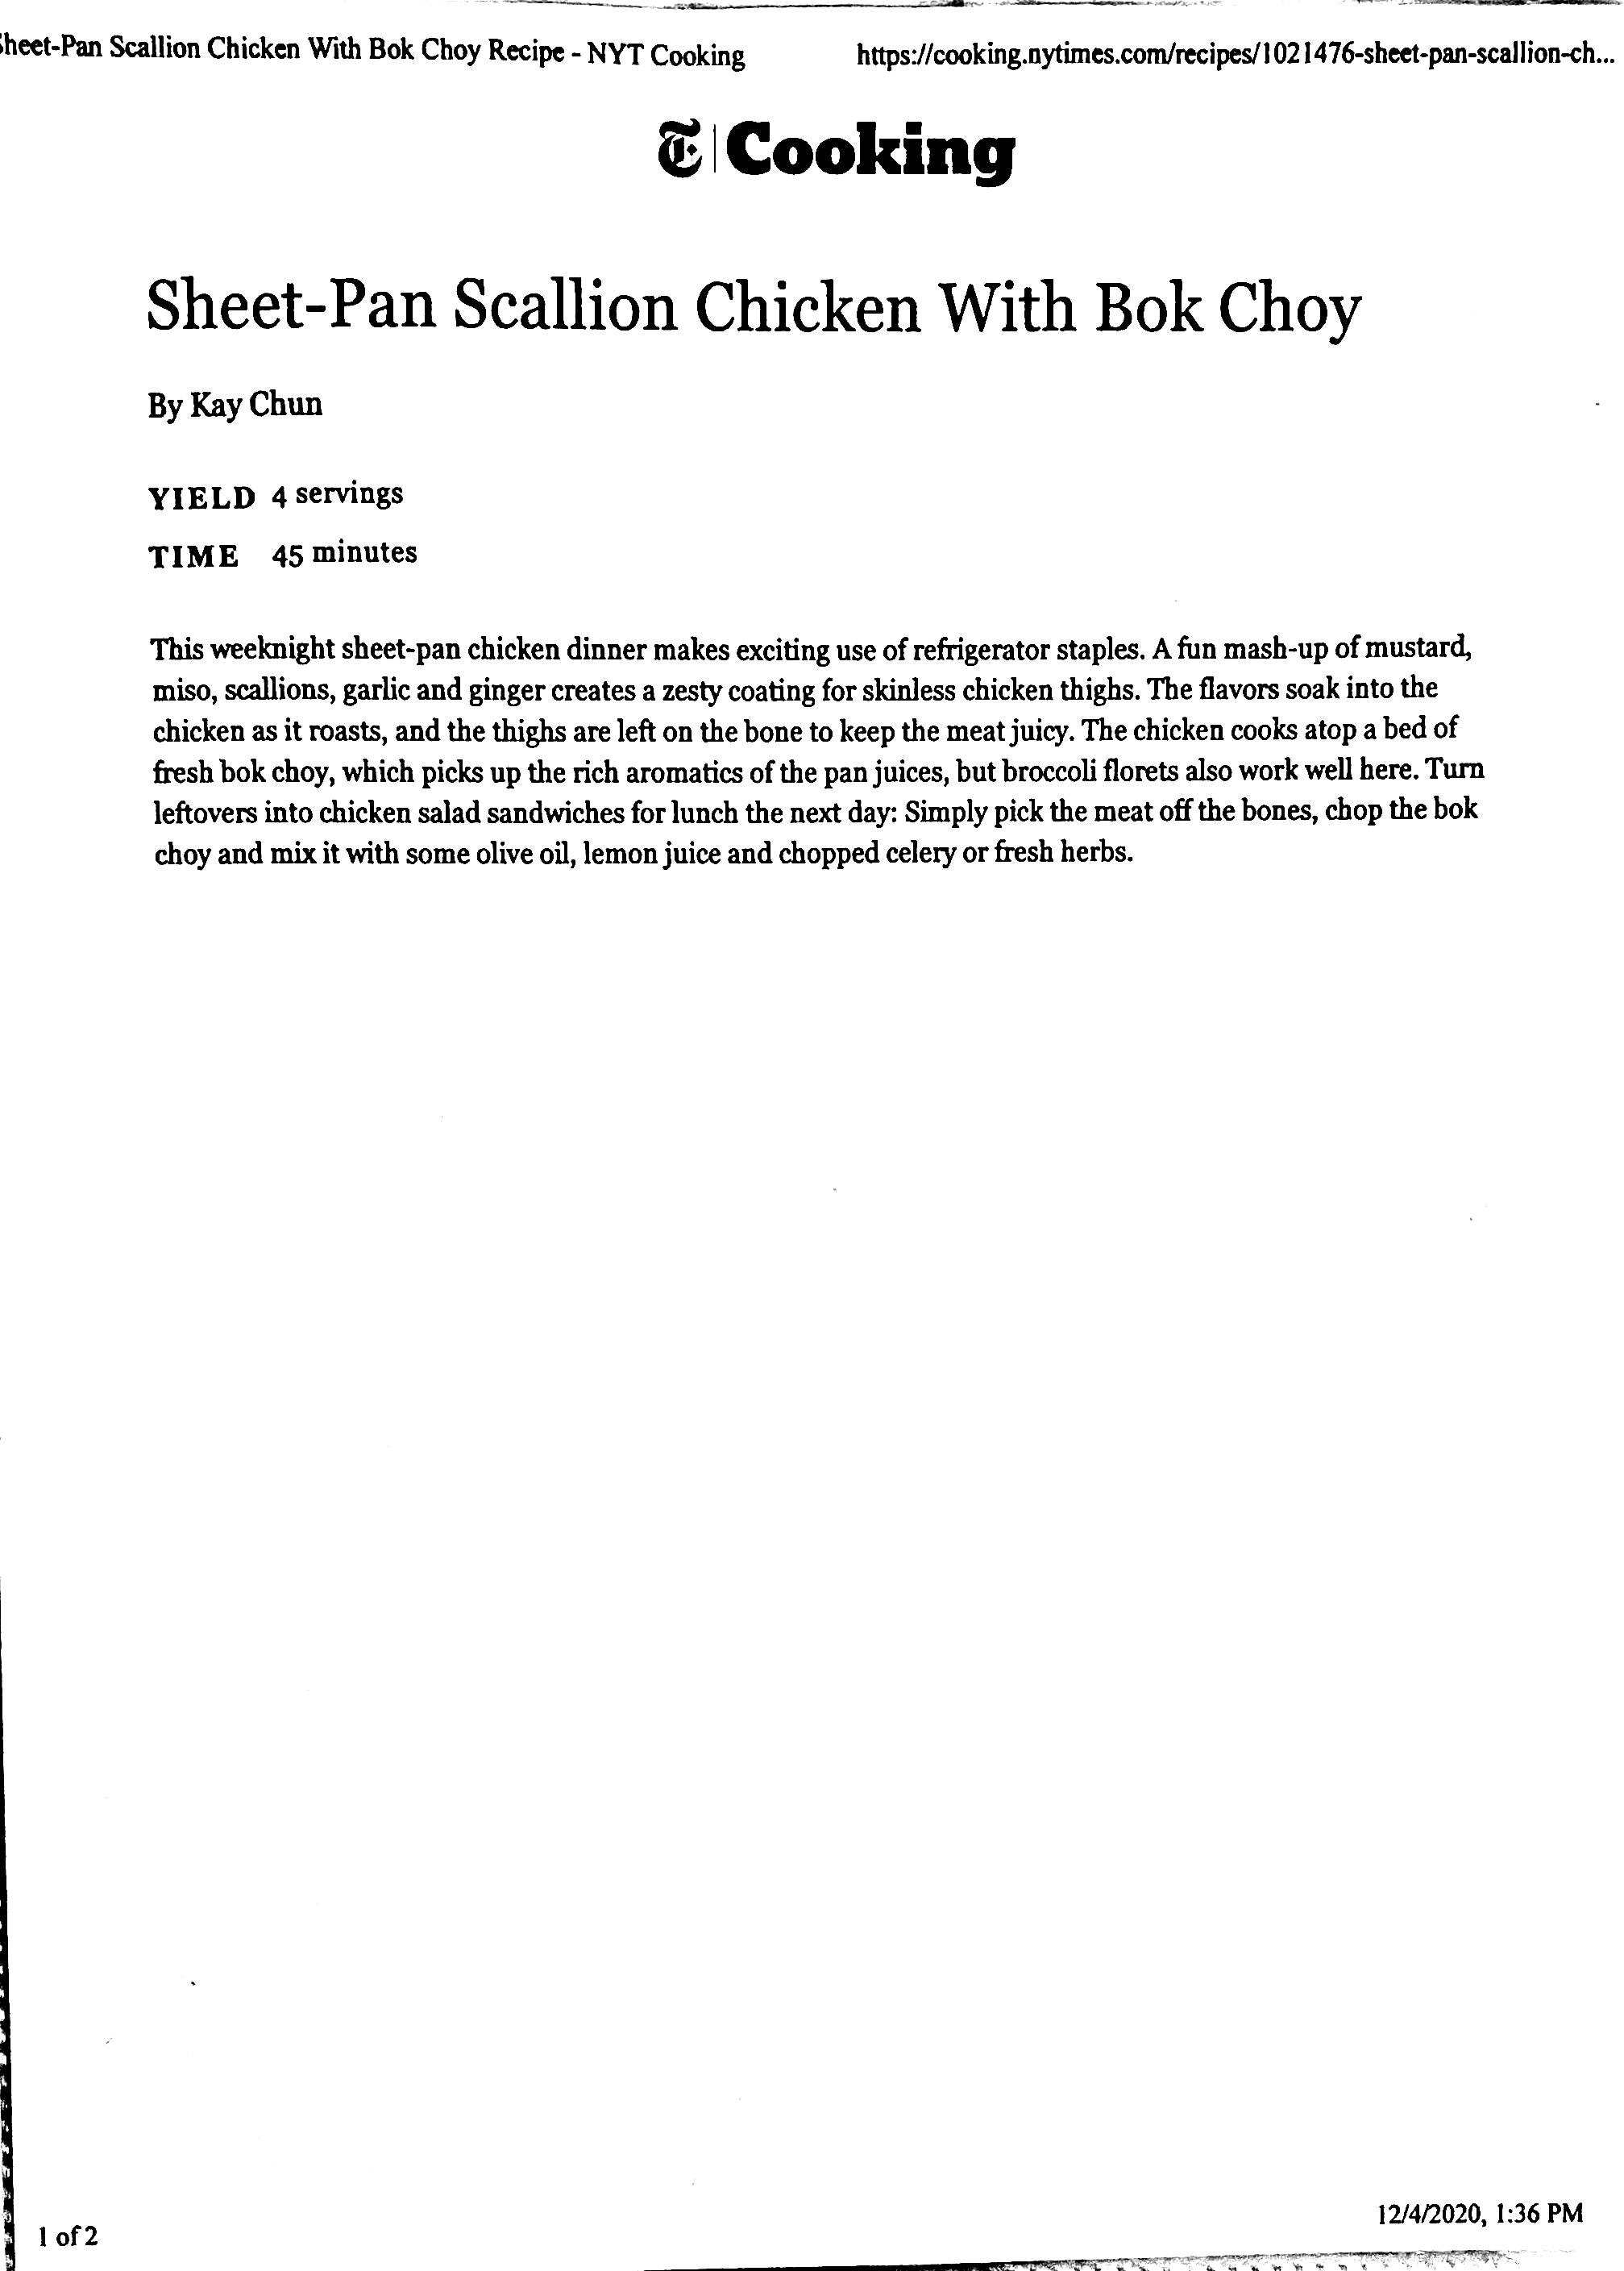 heet-Pan Scallion Chicken With Bok Choy Recipe - NYT Cooking
https://cooking.nytimes.com/recipes/1021476-sheet-pan-scallion-ch...
T Cooking
Sheet-Pan Scallion Chicken With Bok Choy
By Kay Chun
YIELD 4 servings
TIME 45 minutes
This weeknight sheet-pan chicken dinner makes exciting use of refrigerator staples. A fun mash-up of mustard,
miso, scallions, garlic and ginger creates a zesty coating for skinless chicken thighs. The flavors soak into the
chicken as it roasts, and the thighs are left on the bone to keep the meat juicy. The chicken cooks atop a bed of
fresh bok choy, which picks up the rich aromatics of the pan juices, but broccoli florets also work well here. Turn
leftovers into chicken salad sandwiches for lunch the next day: Simply pick the meat off the bones, chop the bok
choy and mix it with some olive oil, lemon juice and chopped celery or fresh herbs.
1 of 2
12/4/2020, 1:36 PM